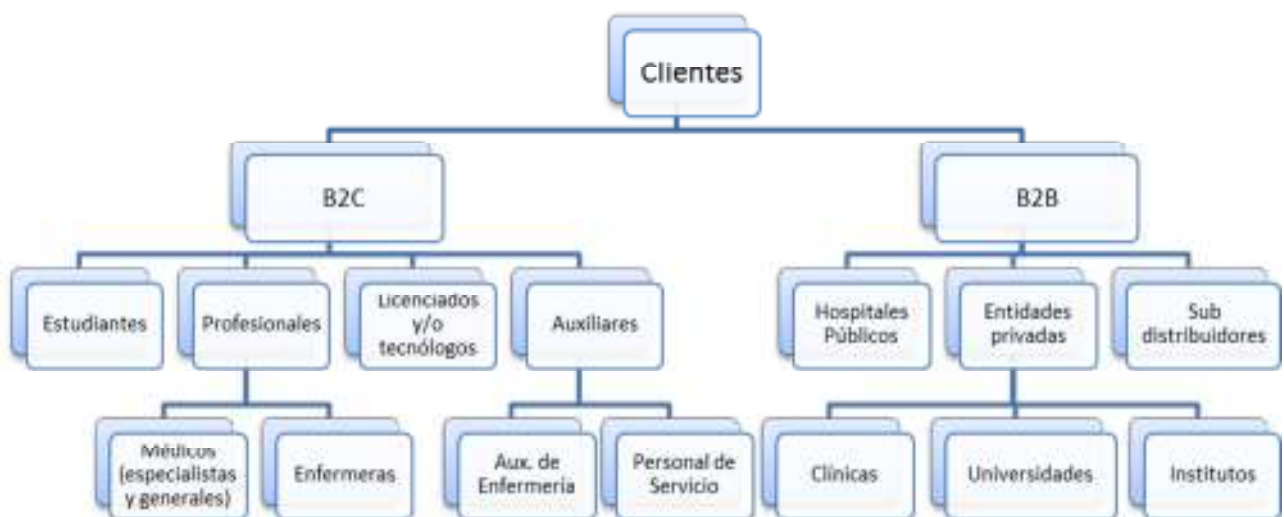 Clientes
B2C
B2B
Estudiantes
Profesionales
Licenciados
y/o
tecnólogos
Auxiliares
Hospitales
Públicos
Entidades
privadas
Sub
distribuidores
Médicos
(especialistas
y generales)
Enfermeras
Aux. de
Enfermería
Personal de
Servicio
Clínicas
Universidades
Institutos